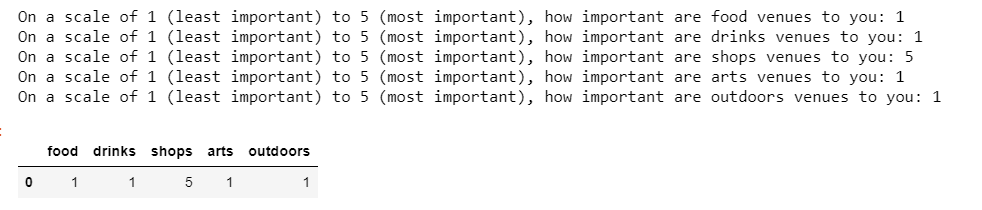 On a scale of 1 (least important) to 5 (most important), how important are food venues to you: 1
On a scale of 1 (least important) to 5 (most important), how important are drinks venues to you: 1
On a scale of 1 (least important) to 5 (most important), how important are shops venues to you: 5
On a scale of 1 (least important) to 5 (most important), how important are arts venues to you: 1
On a scale of 1 (least important) to 5 (most important), how important are outdoors venues to you: 1
food drinks shops arts outdoors
0 1 1 5 1 1